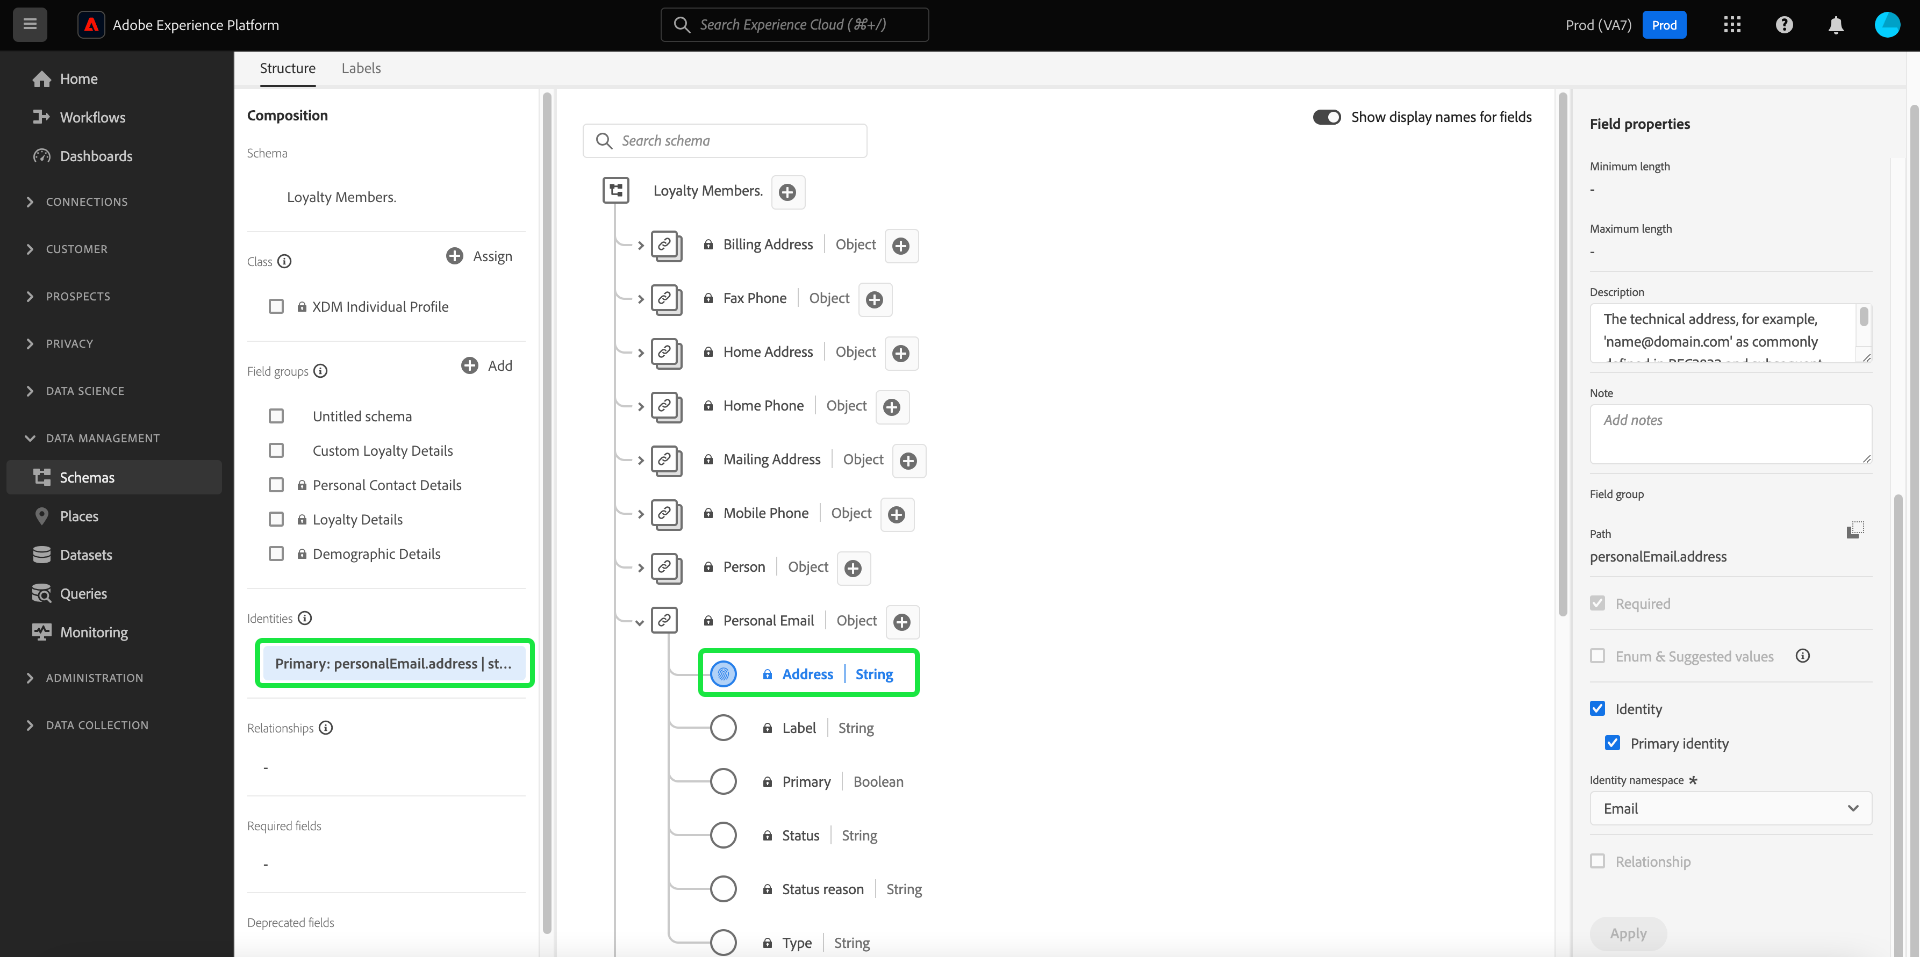 Adobe Experience Platform
Search Experience Cloud (⌘+/)
Prod (VA7)
Prod
Home
Workflows
Dashboards
CONNECTIONS
CUSTOMER
PROSPECTS
PRIVACY
DATA SCIENCE
DATA MANAGEMENT
Schemas
Places
Datasets
Queries
Monitoring
ADMINISTRATION
DATA COLLECTION
Structure
Labels
Composition
Schema
Loyalty Members.
Class
Assign
XDM Individual Profile
Field groups
Add
Untitled schema
Custom Loyalty Details
Personal Contact Details
Loyalty Details
Demographic Details
Identities
Primary: personalEmail.address | st...
Relationships
-
Required fields
-
Deprecated fields
Search schema
Show display names for fields
Loyalty Members.
Billing Address | Object
Fax Phone | Object
Home Address | Object
Home Phone | Object
Mailing Address | Object
Mobile Phone | Object
Person | Object
Personal Email | Object
Address | String
Label | String
Primary | Boolean
Status | String
Status reason | String
Type | String
Field properties
Minimum length
-
Maximum length
-
Description
The technical address, for example,
'name@domain.com' as commonly
defined in RFC2822 and subsequent
Note
Add notes
Field group
Path
personalEmail.address
Required
Enum & Suggested values
Identity
Primary identity
Identity namespace *
Email
Relationship
Apply